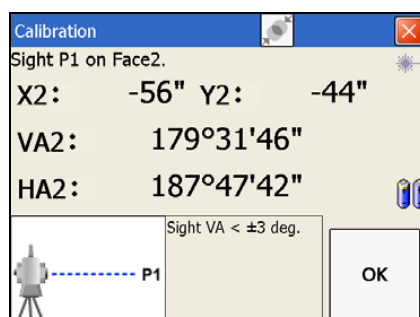 Calibration
Sight P1 on Face2.
X2: -56" Y2: -44"
VA2: 179°31'46"
HA2: 187°47'42"
Sight VA < ±3 deg.
P1
OK